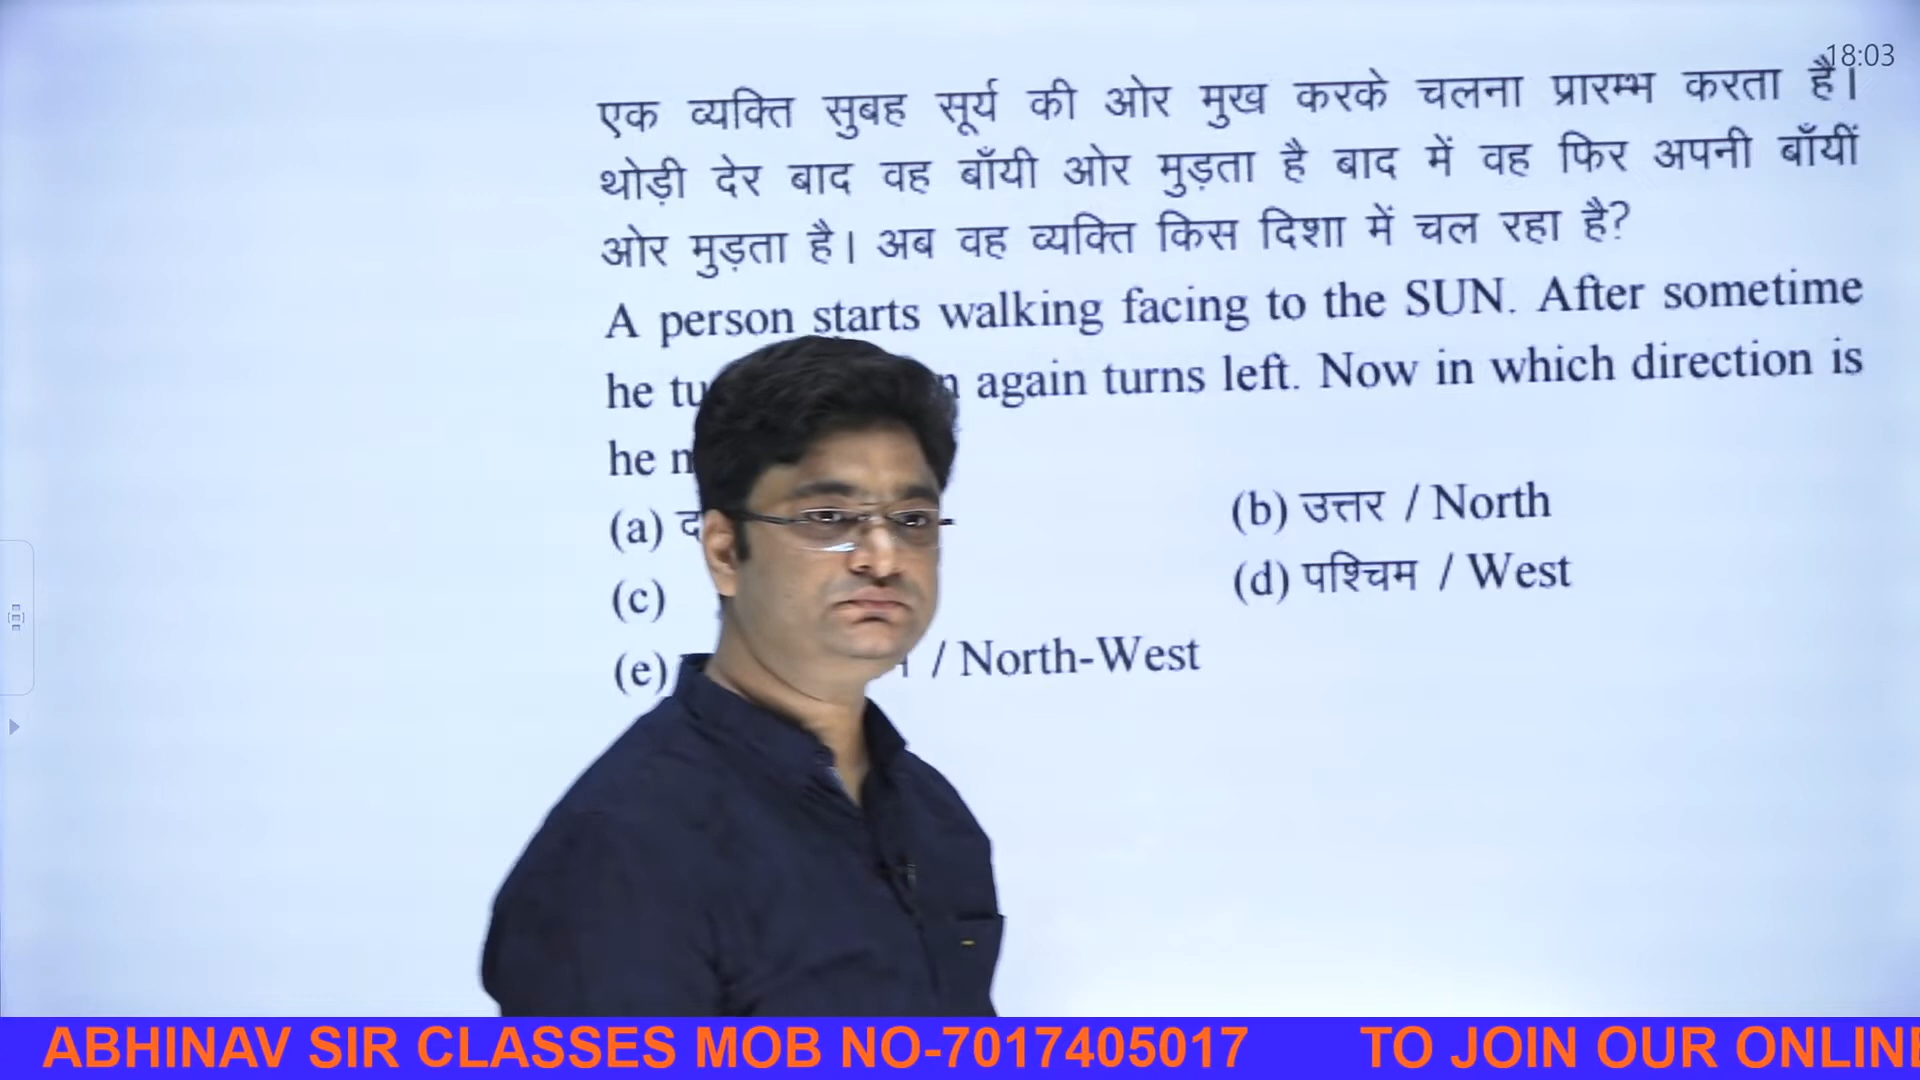 18:03
एक व्यक्ति सुबह सूर्य की ओर मुख करके चलना प्रारम्भ करता है।
थोड़ी देर बाद वह बाँयी ओर मुड़ता है बाद में वह फिर अपनी बाँयीं
ओर मुड़ता है। अब वह व्यक्ति किस दिशा में चल रहा है?
A person starts walking facing to the SUN. After sometime
he again turns left. Now in which direction is
he
(a)
(b) उत्तर / North
(c)
(d) पश्चिम / West
(e) / North-West
ABHINAV SIR CLASSES MOB NO-7017405017 TO JOIN OUR